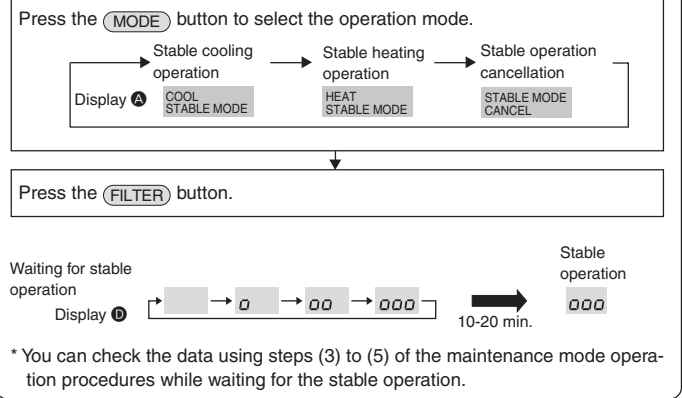 Press the MODE button to select the operation mode.
Stable cooling operation
Stable heating operation
Stable operation cancellation
Display A
COOL
STABLE MODE
HEAT
STABLE MODE
STABLE MODE
CANCEL
Press the FILTER button.
Waiting for stable
operation
Display D
0
00
000
10-20 min.
Stable
operation
000
* You can check the data using steps (3) to (5) of the maintenance mode opera-
tion procedures while waiting for the stable operation.